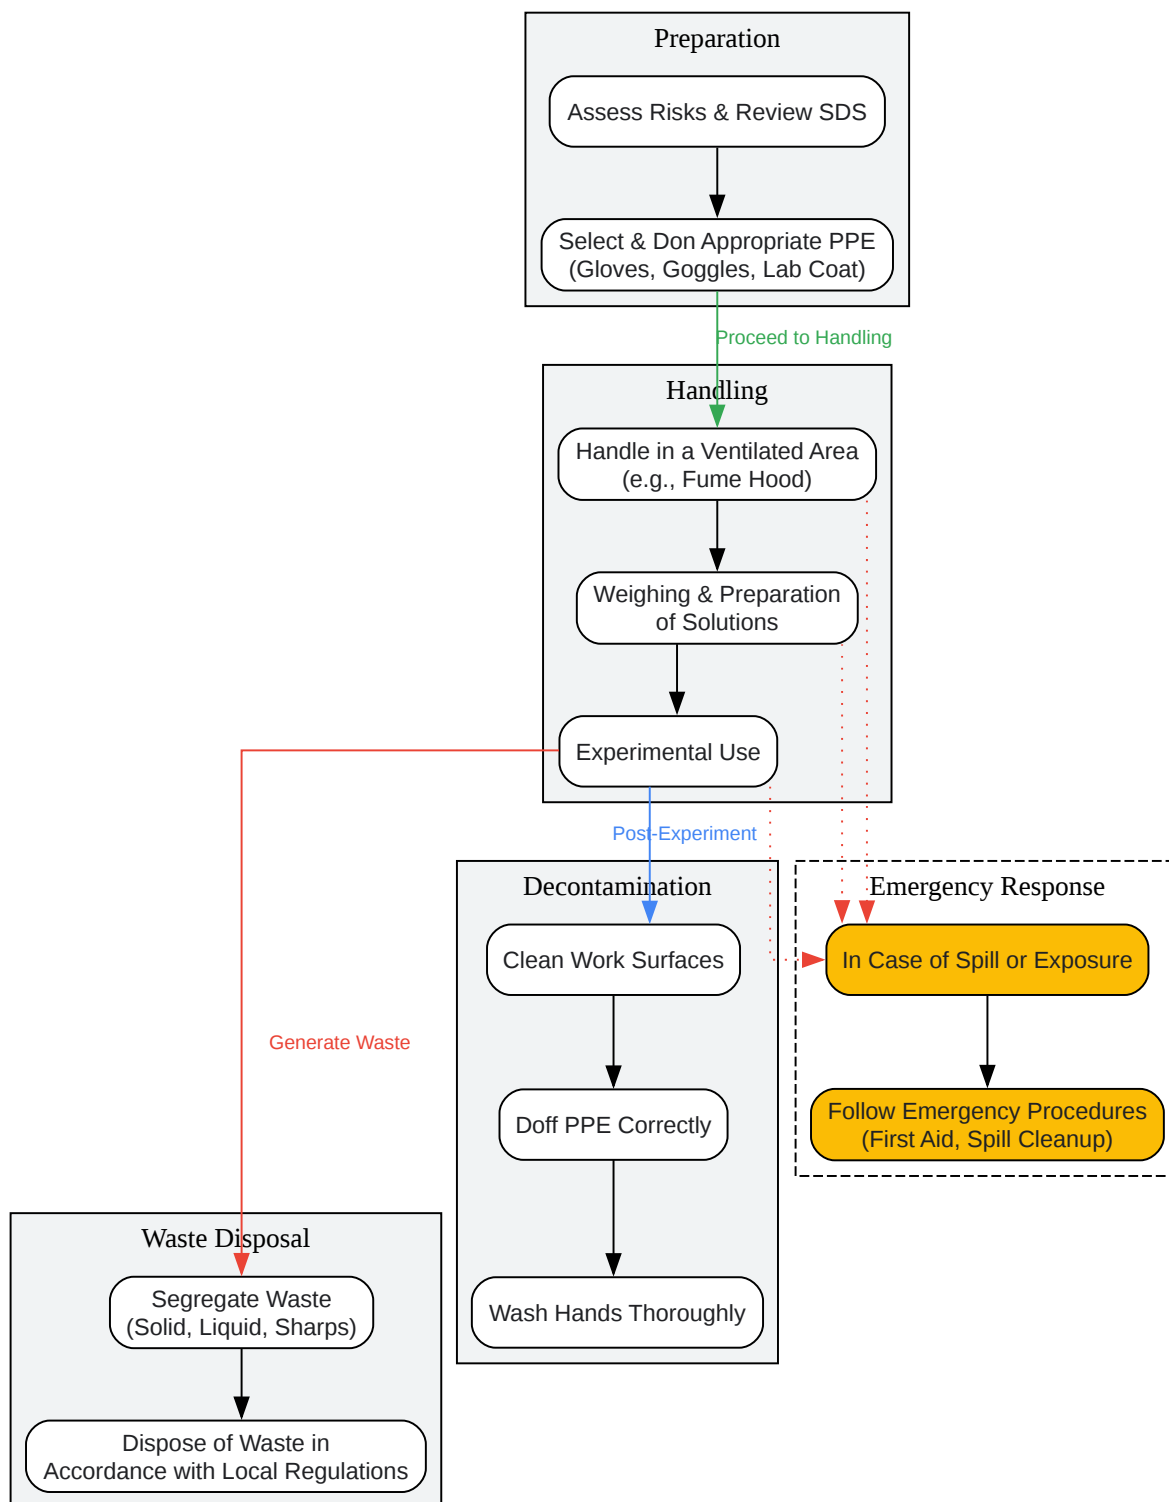 Preparation
Assess Risks & Review SDS
Select & Don Appropriate PPE
(Gloves, Goggles, Lab Coat)
Proceed to Handling
Handling
Handle in a Ventilated Area
(e.g., Fume Hood)
Weighing & Preparation
of Solutions
Experimental Use
Post-Experiment
Decontamination
Clean Work Surfaces
Doff PPE Correctly
Wash Hands Thoroughly
Emergency Response
In Case of Spill or Exposure
Follow Emergency Procedures
(First Aid, Spill Cleanup)
Generate Waste
Waste Disposal
Segregate Waste
(Solid, Liquid, Sharps)
Dispose of Waste in
Accordance with Local Regulations